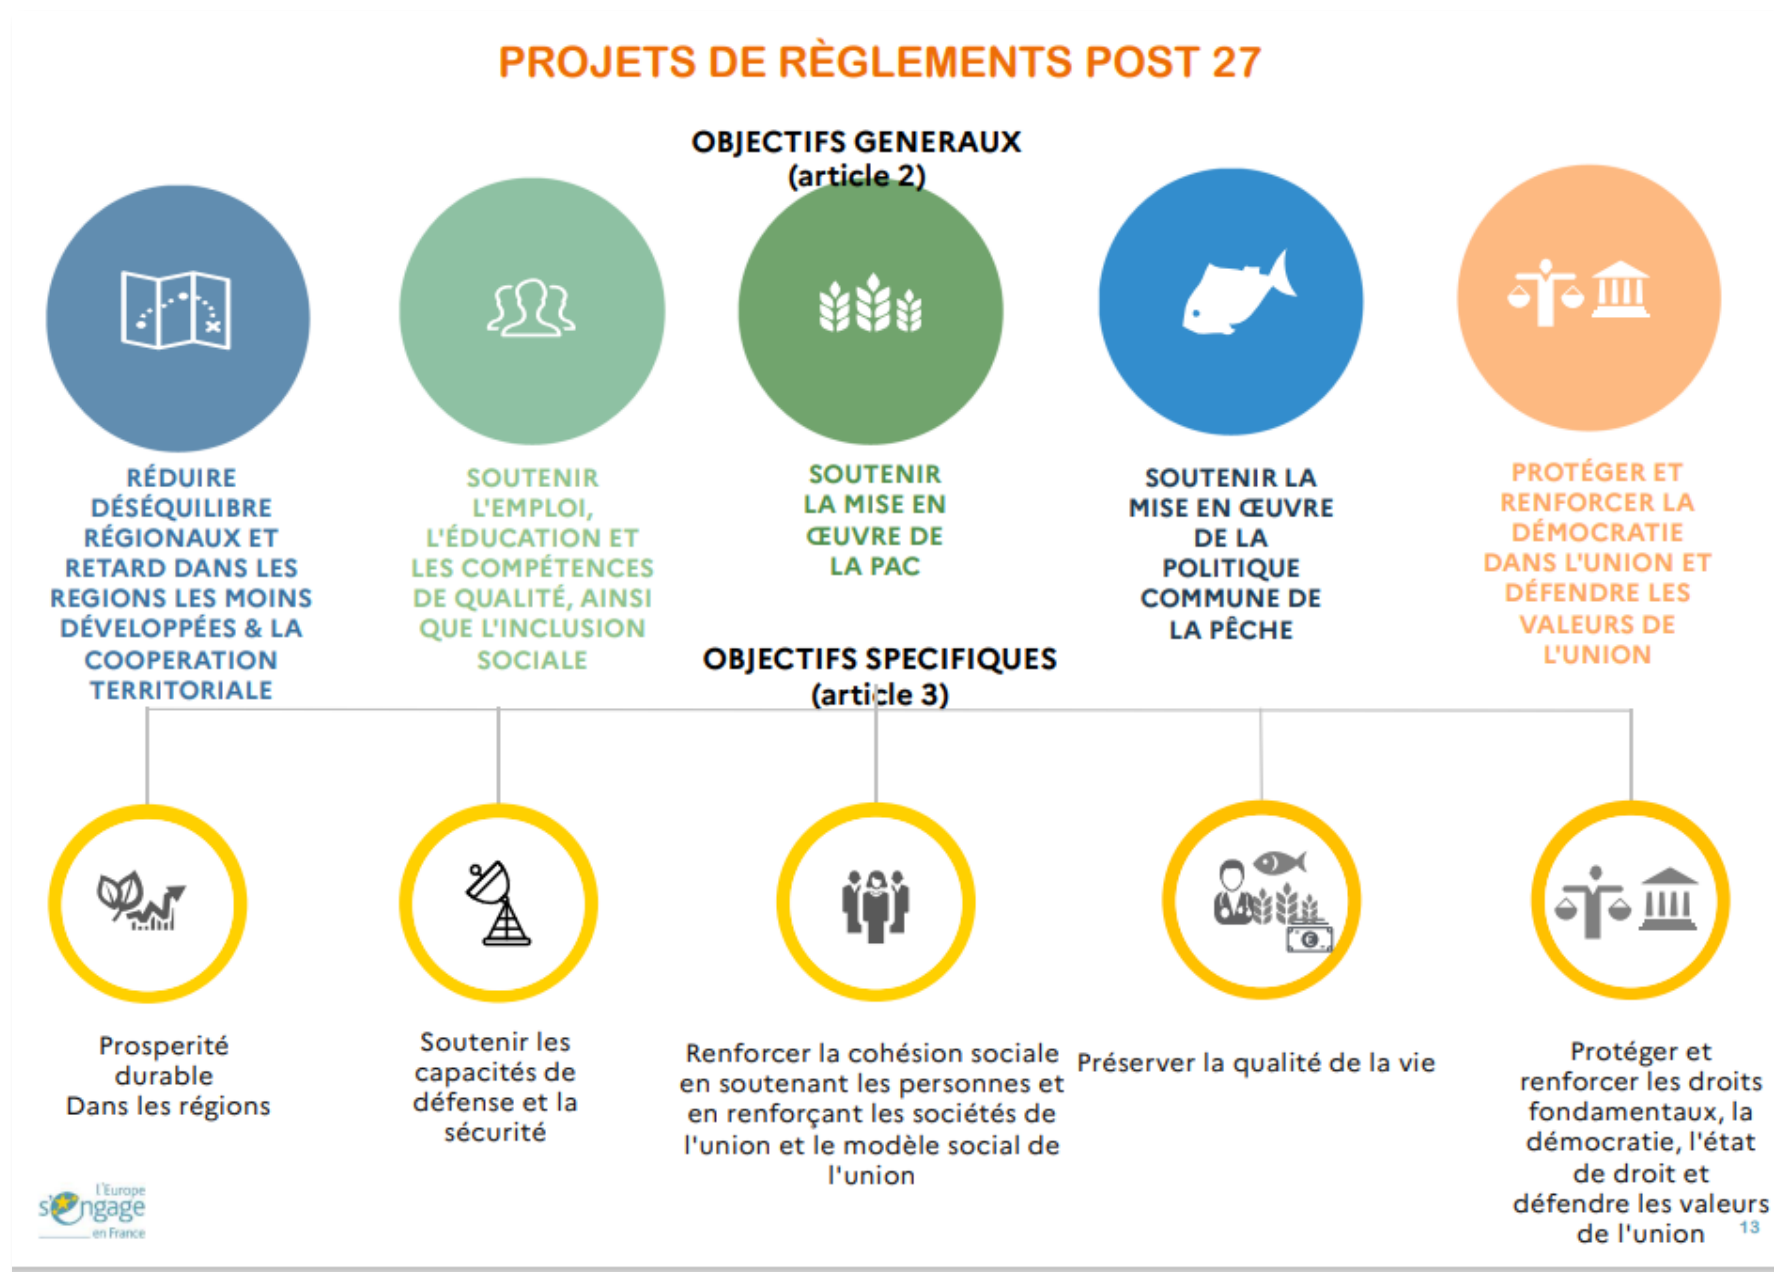 PROJETS DE RÈGLEMENTS POST 27
OBJECTIFS GENERAUX
(article 2)
RÉDUIRE
DÉSÉQUILIBRE
RÉGIONAUX ET
RETARD DANS LES
REGIONS LES MOINS
DÉVELOPPÉES & LA
COOPERATION
TERRITORIALE
SOUTENIR
L'EMPLOI,
L'ÉDUCATION ET
LES COMPÉTENCES
DE QUALITÉ, AINSI
QUE L'INCLUSION
SOCIALE
SOUTENIR
LA MISE EN
ŒUVRE DE
LA PAC
SOUTENIR LA
MISE EN ŒUVRE
DE LA
POLITIQUE
COMMUNE DE
LA PÊCHE
PROTÉGER ET
RENFORCER LA
DÉMOCRATIE
DANS L'UNION ET
DÉFENDRE LES
VALEURS DE
L'UNION
OBJECTIFS SPECIFIQUES
(article 3)
Prosperité
durable
Dans les régions
Soutenir les
capacités de
défense et la
sécurité
Renforcer la cohésion sociale
en soutenant les personnes et
en renforçant les sociétés de
l'union et le modèle social de
l'union
Préserver la qualité de la vie
Protéger et
renforcer les droits
fondamentaux, la
démocratie, l'état
de droit et
défendre les valeurs
de l'union
l'Europe
s'engage
en France
13